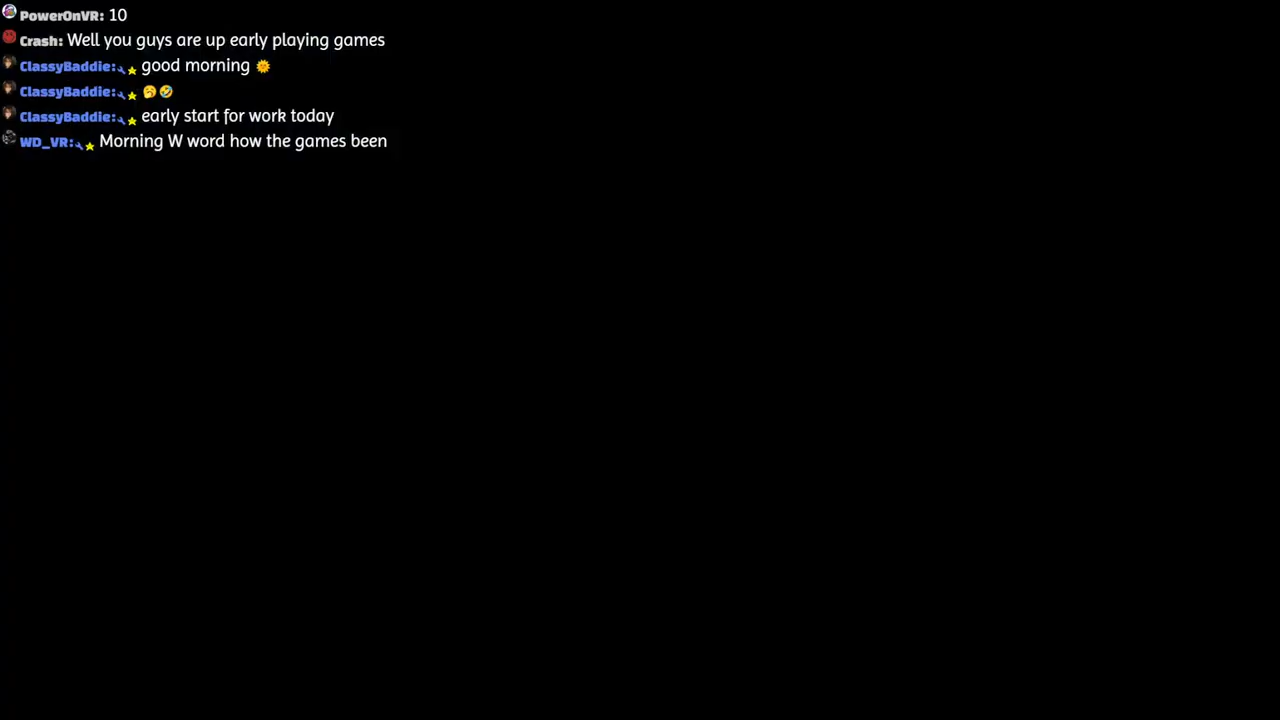 PowerOnVR: 10
Crash: Well you guys are up early playing games
ClassyBaddie: good morning 🌞
ClassyBaddie: 🥱🤣
ClassyBaddie: early start for work today
WD_VR: Morning W word how the games been